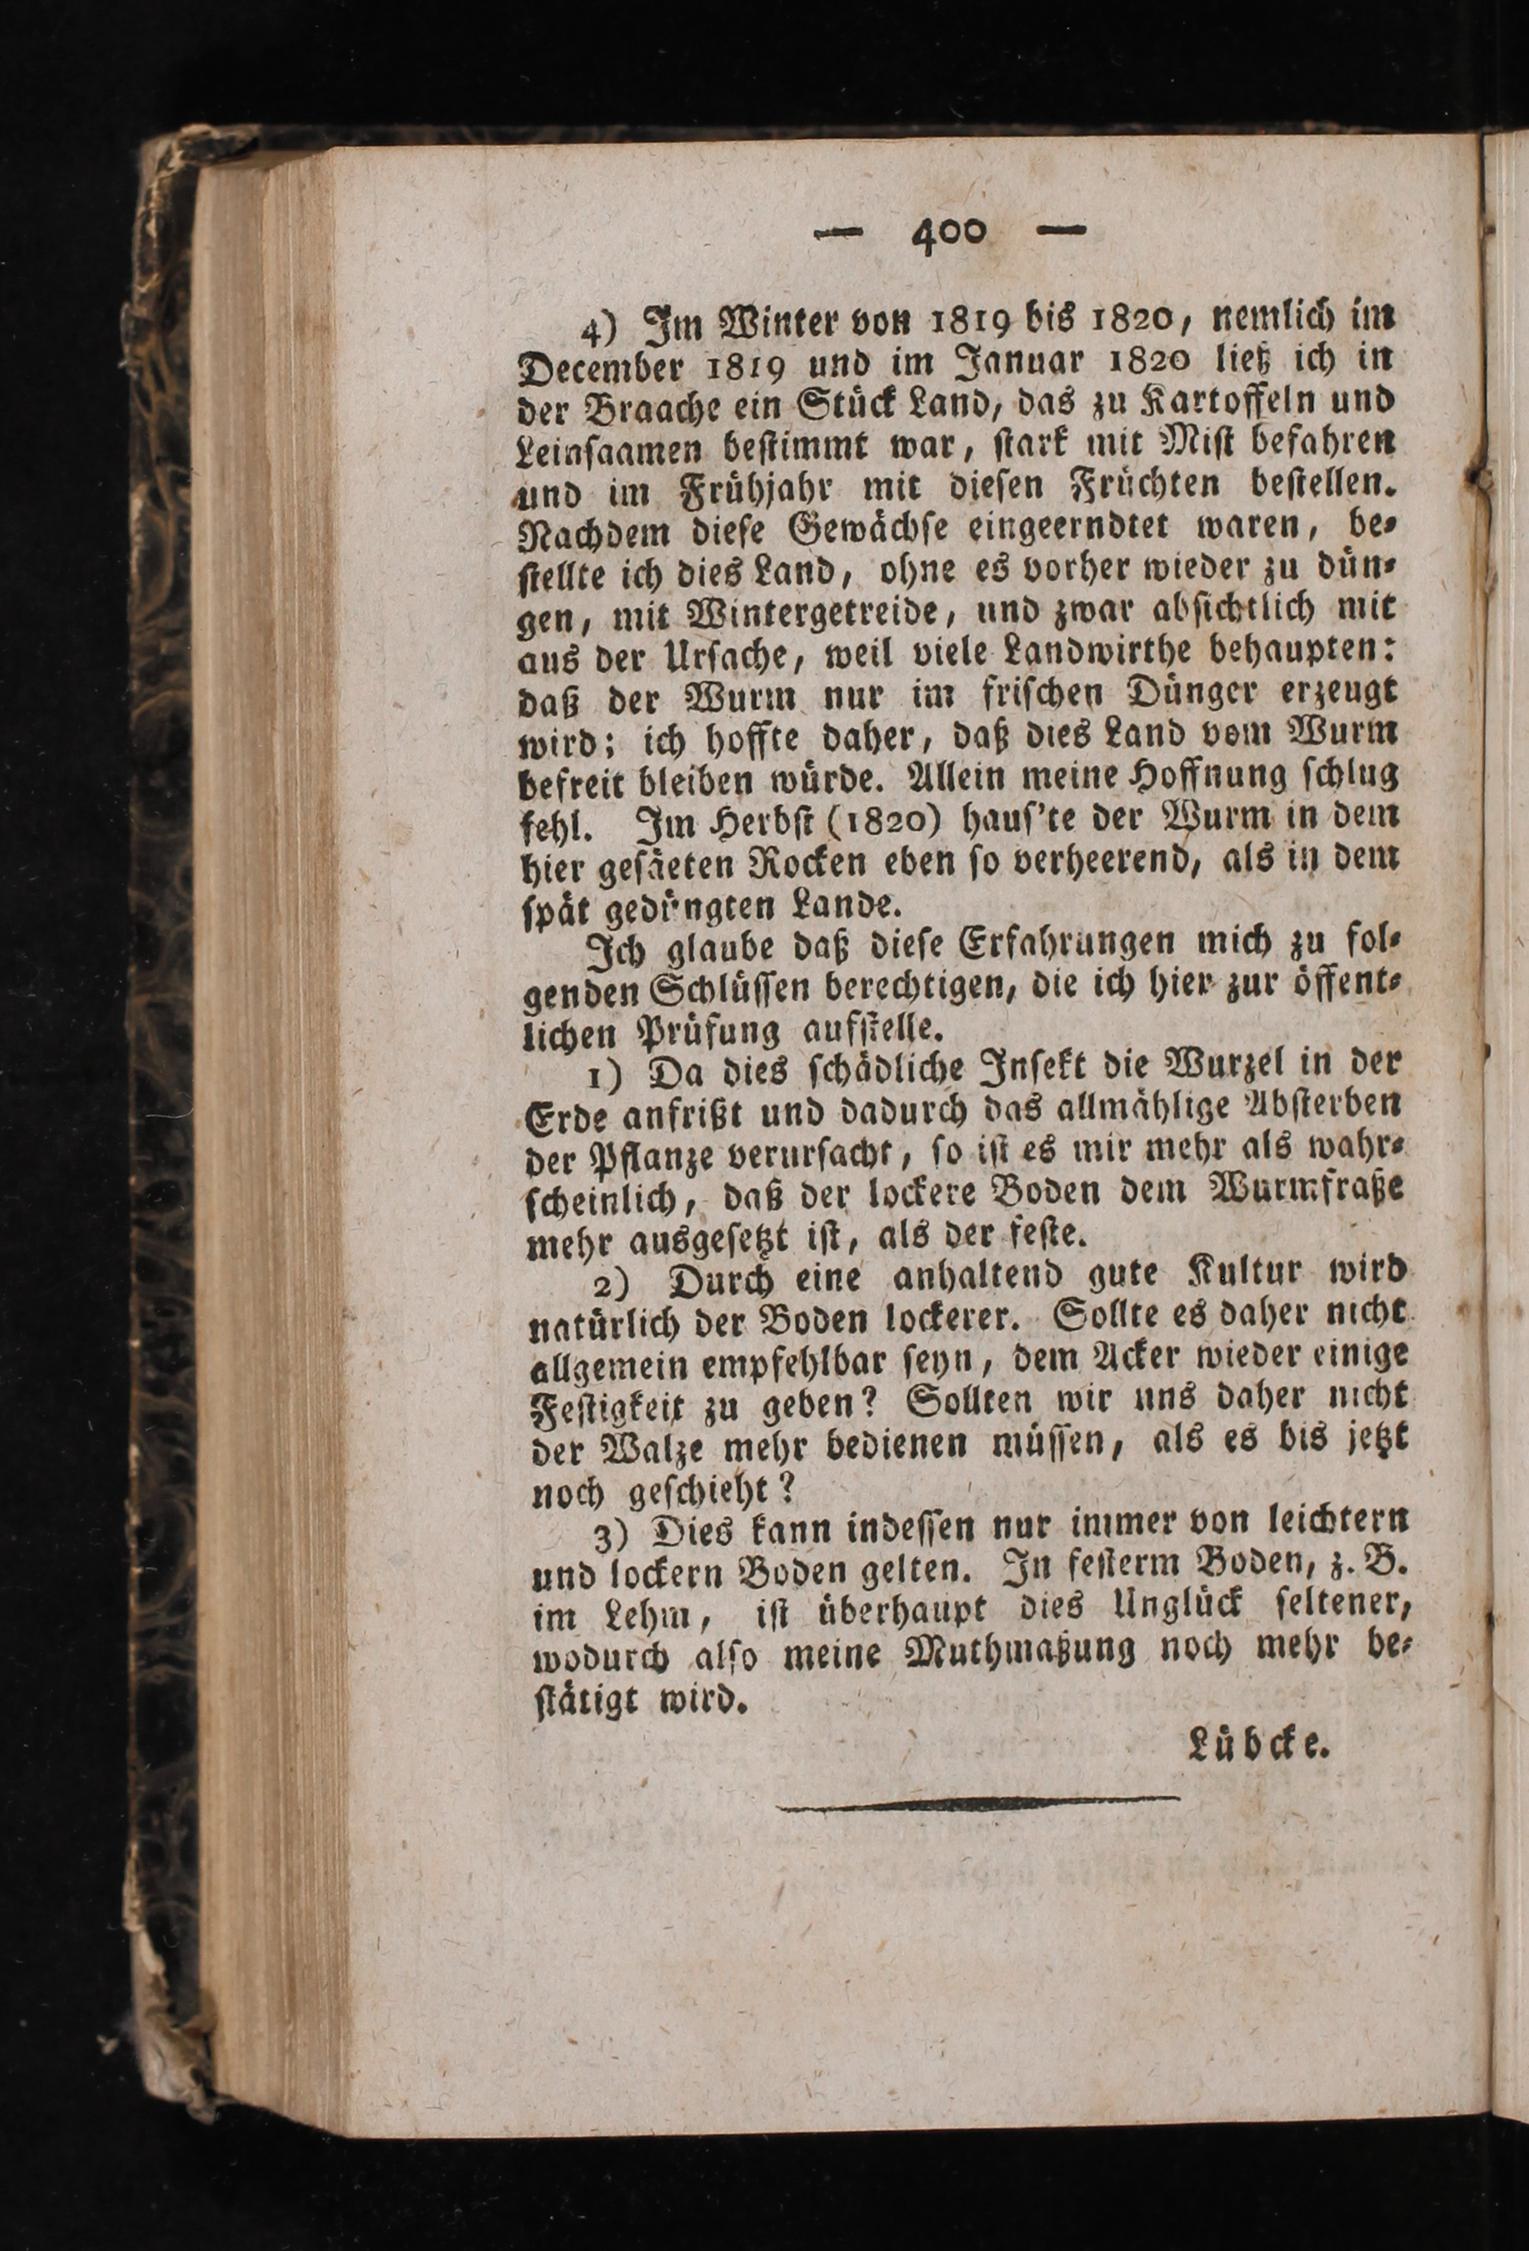 — 400 —
4) Im Winter von 1819 bis 1820, nemlich im
December 1819 und im Januar 1820 ließ ich in
der Braache ein Stück Land, das zu Kartoffeln und
Leinſaamen beſtimmt war, ſtark mit Miſt befahren
und im Frühjahr mit dieſen Früchten beſtellen.
Nachdem dieſe Gewächſe eingeerndtet waren, be⸗
ſtellte ich dies Land, ohne es vorher wieder zu dün⸗
gen, mit Wintergetreide, und zwar abſichtlich mit
aus der Urſache, weil viele Landwirthe behaupten:
daß der Wurm nur im friſchen Dünger erzeugt
wird; ich hoffte daher, daß dies Land vom Wurm
befreit bleiben würde. Allein meine Hoffnung ſchlug
fehl. Im Herbſt (1820) hauſ'te der Wurm in dem
hier geſäeten Rocken eben ſo verheerend, als in dem
ſpät gedüngten Lande.
Ich glaube daß dieſe Erfahrungen mich zu fol⸗
genden Schlüſſen berechtigen, die ich hier zur öffent⸗
lichen Prüfung aufſtelle.
1) Da dies ſchädliche Inſekt die Wurzel in der
Erde anfrißt und dadurch das allmählige Abſterben
der Pflanze verurſacht, ſo iſt es mir mehr als wahr⸗
ſcheinlich, daß der lockere Boden dem Wurmfraße
mehr ausgeſetzt iſt, als der feſte.
2) Durch eine anhaltend gute Kultur wird
natürlich der Boden lockerer. Sollte es daher nicht
allgemein empfehlbar ſeyn, dem Acker wieder einige
Feſtigkeit zu geben? Sollten wir uns daher nicht
der Walze mehr bedienen müſſen, als es bis jetzt
noch geſchieht?
3) Dies kann indeſſen nur immer von leichtern
und lockern Boden gelten. In feſterm Boden, z. B.
im Lehm, iſt überhaupt dies Unglück ſeltener,
wodurch alſo meine Muthmaßung noch mehr be⸗
ſtätigt wird.
Lübcke.